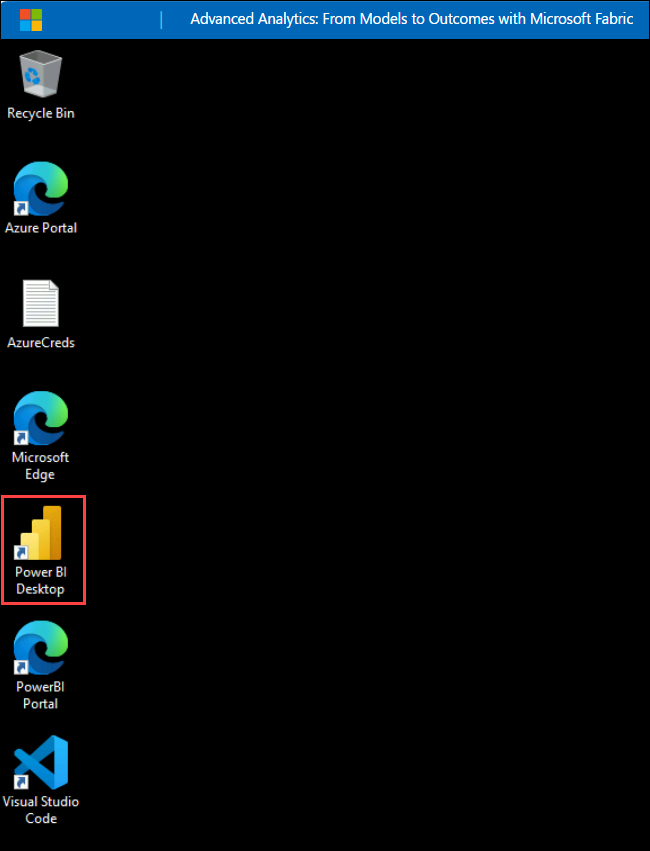 | Advanced Analytics: From Models to Outcomes with Microsoft Fabric
Recycle Bin
Azure Portal
AzureCreds
Microsoft
Edge
Power BI
Desktop
PowerBI
Portal
Visual Studio
Code